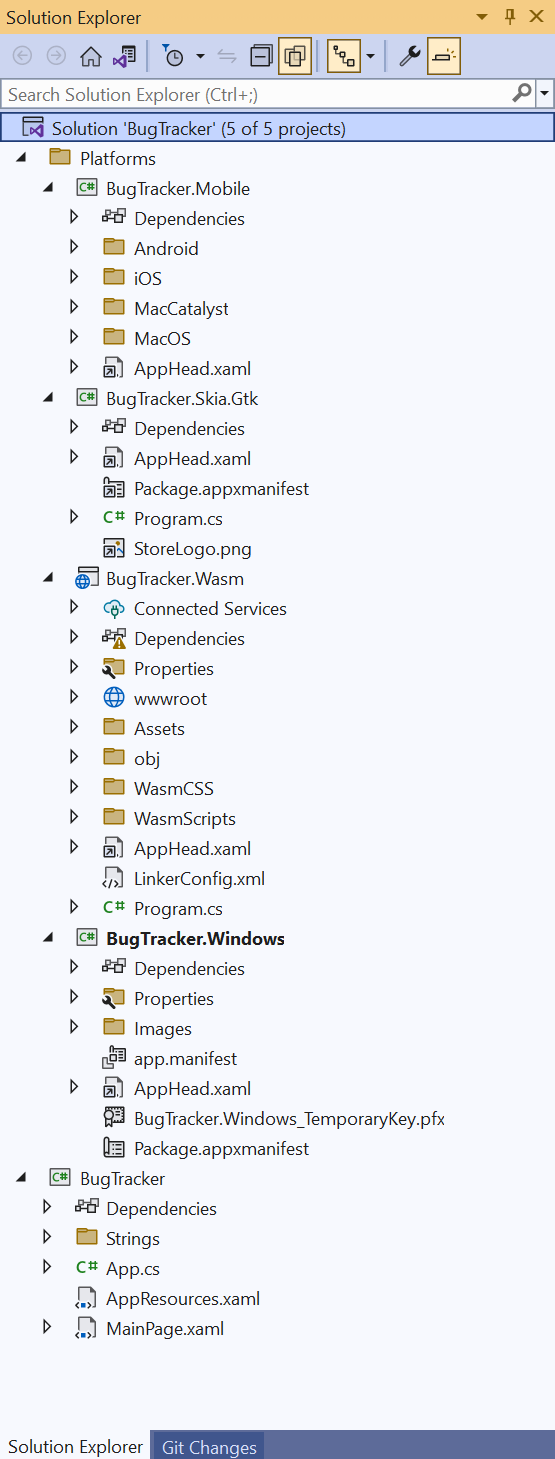 Solution Explorer
Search Solution Explorer (Ctrl+;)
Solution 'BugTracker' (5 of 5 projects)
Platforms
C# BugTracker.Mobile
Dependencies
Android
iOS
MacCatalyst
MacOS
AppHead.xaml
C# BugTracker.Skia.Gtk
Dependencies
AppHead.xaml
Package.appxmanifest
C# Program.cs
StoreLogo.png
BugTracker.Wasm
Connected Services
Dependencies
Properties
wwwroot
Assets
obj
WasmCSS
WasmScripts
AppHead.xaml
LinkerConfig.xml
C# Program.cs
C# BugTracker.Windows
Dependencies
Properties
Images
app.manifest
AppHead.xaml
BugTracker.Windows_TemporaryKey.pfx
Package.appxmanifest
C# BugTracker
Dependencies
Strings
C# App.cs
AppResources.xaml
MainPage.xaml
Solution Explorer Git Changes